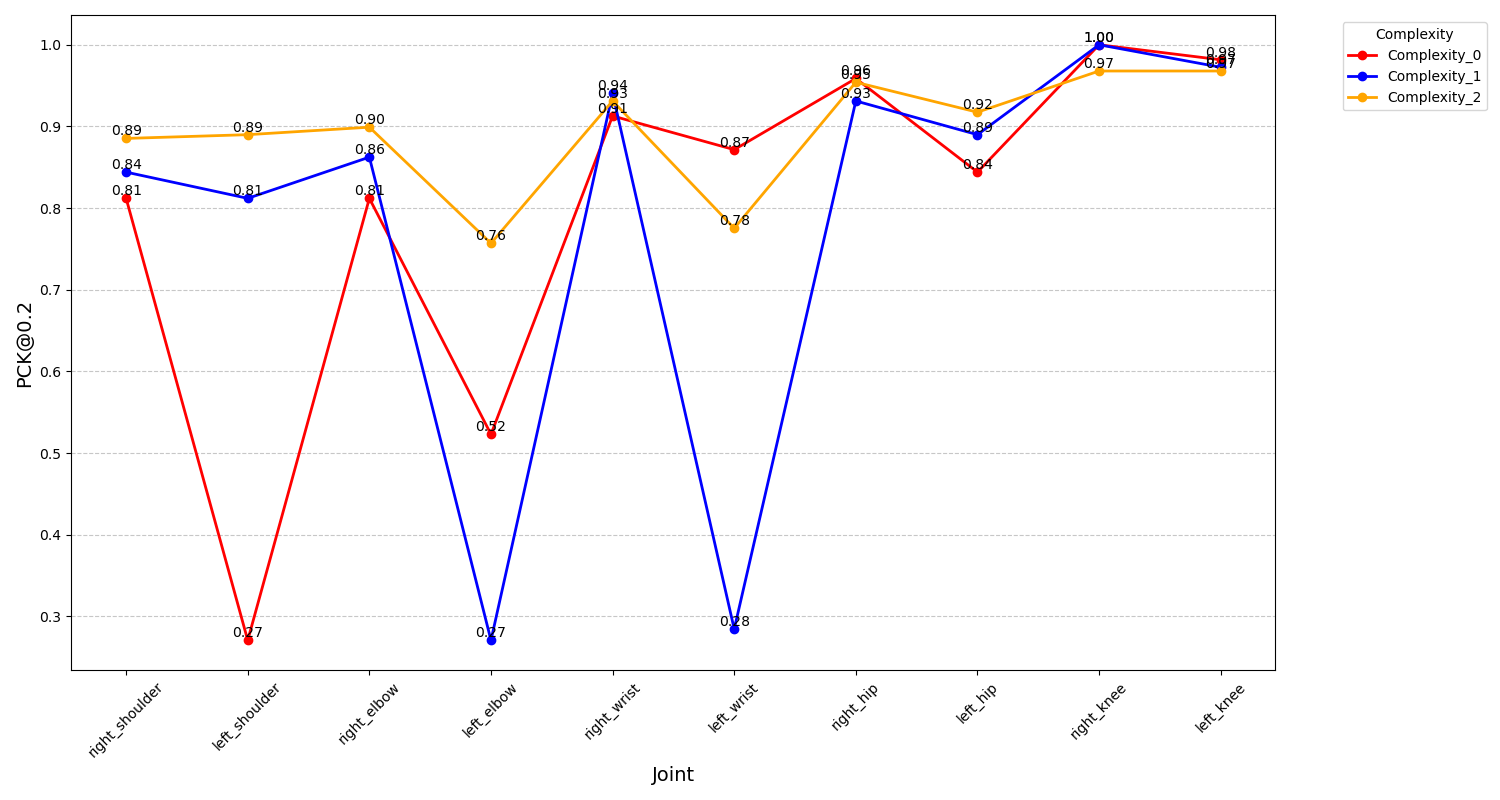 Complexity
Complexity_0
Complexity_1
Complexity_2
PCK@0.2
1.0
0.9
0.8
0.7
0.6
0.5
0.4
0.3
0.89
0.84
0.81
0.89
0.81
0.27
0.90
0.86
0.81
0.76
0.52
0.27
0.94
0.93
0.91
0.87
0.78
0.28
0.96
0.95
0.93
0.92
0.89
0.84
1.00
1.00
0.97
0.98
0.97
0.97
right_shoulder
left_shoulder
right_elbow
left_elbow
right_wrist
left_wrist
right_hip
left_hip
right_knee
left_knee
Joint